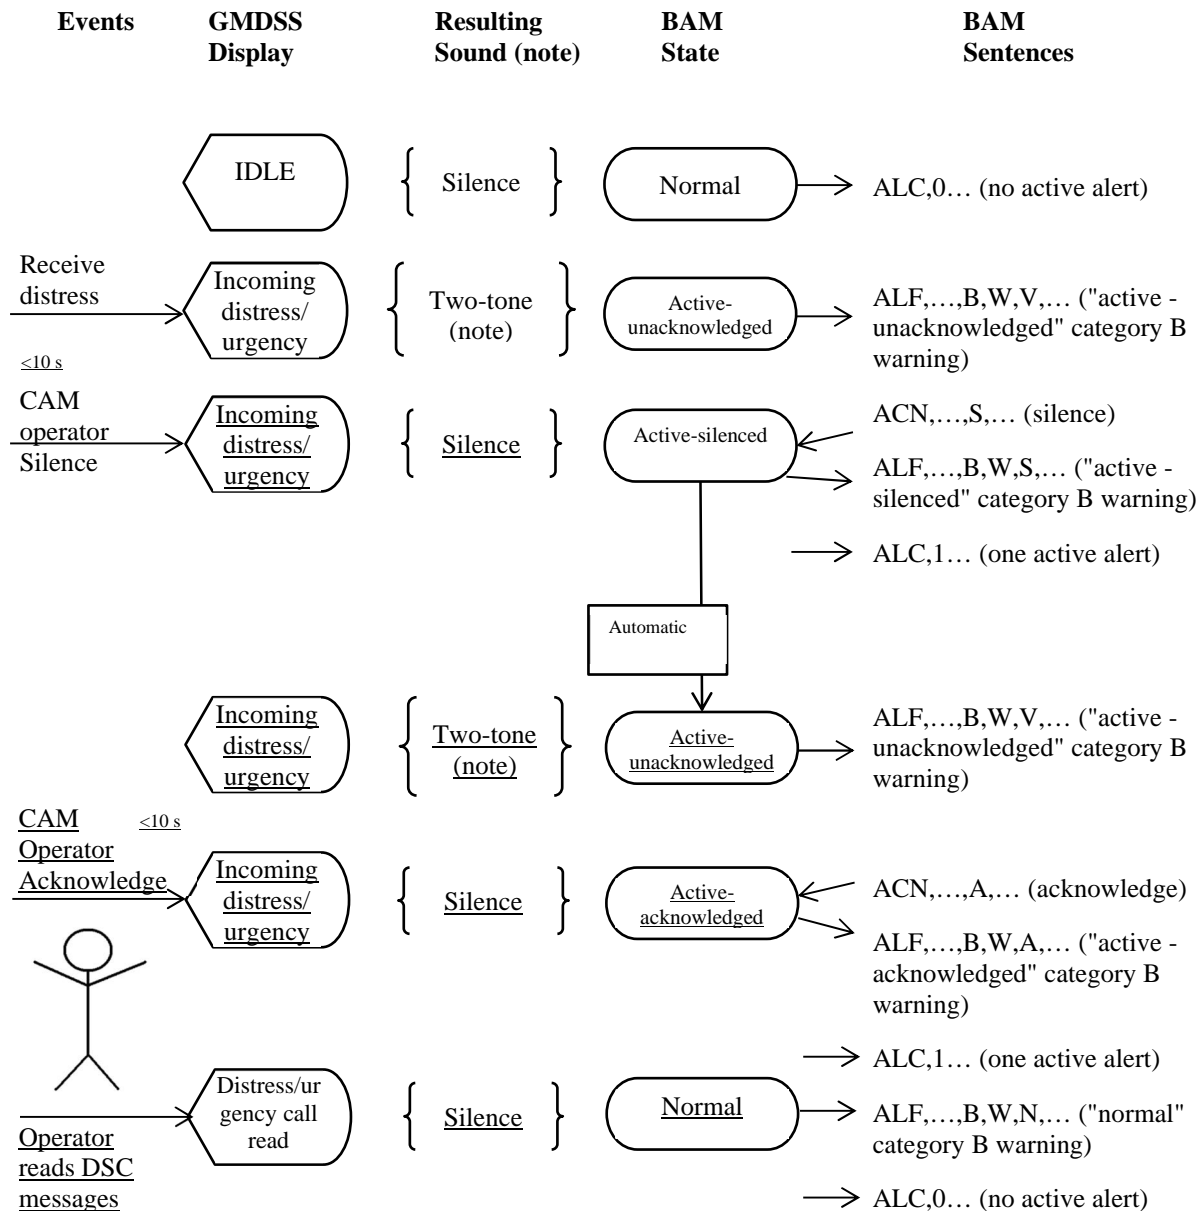 Events
GMDSS
Display
Resulting
Sound (note)
BAM
State
BAM
Sentences
IDLE
Silence
Normal
ALC,0… (no active alert)
Receive
distress
Incoming
distress/
urgency
Two-tone
(note)
Active-
unacknowledged
ALF,…,B,W,V,… ("active -
unacknowledged" category B
warning)
<10 s
CAM
operator
Silence
Incoming
distress/
urgency
Silence
Active-silenced
ACN,…,S,… (silence)
ALF,…,B,W,S,… ("active -
silenced" category B warning)
ALC,1… (one active alert)
Automatic
Incoming
distress/
urgency
Two-tone
(note)
Active-
unacknowledged
ALF,…,B,W,V,… ("active -
unacknowledged" category B
warning)
CAM
Operator
Acknowledge
<10 s
Incoming
distress/
urgency
Silence
Active-
acknowledged
ACN,…,A,… (acknowledge)
ALF,…,B,W,A,… ("active -
acknowledged" category B
warning)
ALC,1… (one active alert)
Operator
reads DSC
messages
Distress/ur
gency call
read
Silence
Normal
ALF,…,B,W,N,… ("normal"
category B warning)
ALC,0… (no active alert)